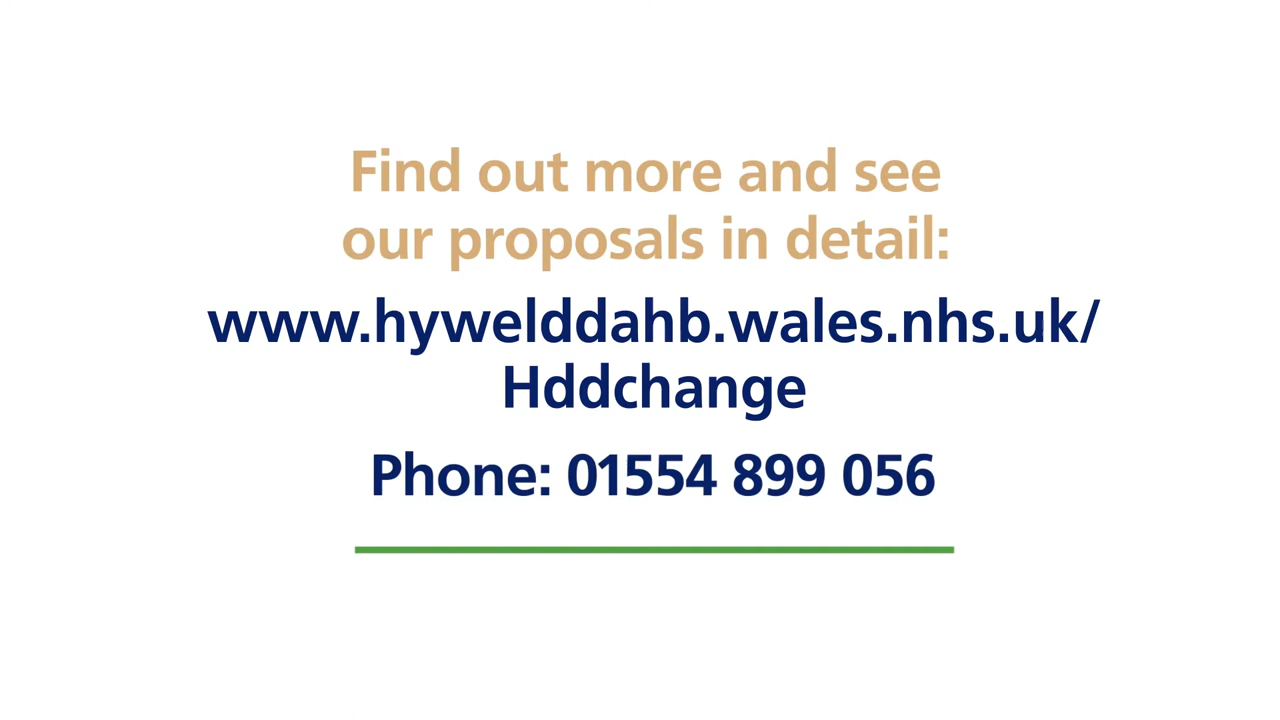 Find out more and see
our proposals in detail:
www.hywelddahb.wales.nhs.uk/
Hddchange
Phone: 01554 899 056